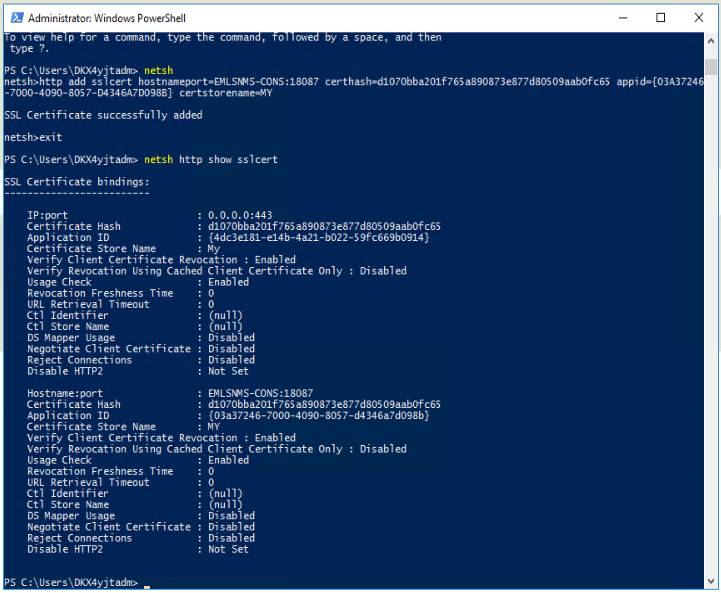 Administrator: Windows PowerShell
To view help for a command, type the command, followed by a space, and then
 type ?.
PS C:\Users\DKX4yjtadm> netsh
netsh>http add sslcert hostnameport=EMLSNMS-CONS:18087 certhash=d1070bba201f765a890873e877d80509aab0fc65 appid={03A37246
-7000-4090-8057-D4346A7D098B} certstorename=MY
SSL Certificate successfully added
netsh>exit
PS C:\Users\DKX4yjtadm> netsh http show sslcert
SSL Certificate bindings:
-------------------------
IP:port : 0.0.0.0:443
Certificate Hash : d1070bba201f765a890873e877d80509aab0fc65
Application ID : {4dc3e181-e14b-4a21-b022-59fc669b0914}
Certificate Store Name : My
Verify Client Certificate Revocation : Enabled
Verify Revocation Using Cached Client Certificate Only : Disabled
Usage Check : Enabled
Revocation Freshness Time : 0
URL Retrieval Timeout : 0
Ctl Identifier : (null)
Ctl Store Name : (null)
DS Mapper Usage : Disabled
Negotiate Client Certificate : Disabled
Reject Connections : Disabled
Disable HTTP2 : Not Set
Hostname:port : EMLSNMS-CONS:18087
Certificate Hash : d1070bba201f765a890873e877d80509aab0fc65
Application ID : {03a37246-7000-4090-8057-d4346a7d098b}
Certificate Store Name : MY
Verify Client Certificate Revocation : Enabled
Verify Revocation Using Cached Client Certificate Only : Disabled
Usage Check : Enabled
Revocation Freshness Time : 0
URL Retrieval Timeout : 0
Ctl Identifier : (null)
Ctl Store Name : (null)
DS Mapper Usage : Disabled
Negotiate Client Certificate : Disabled
Reject Connections : Disabled
Disable HTTP2 : Not Set
PS C:\Users\DKX4yjtadm>